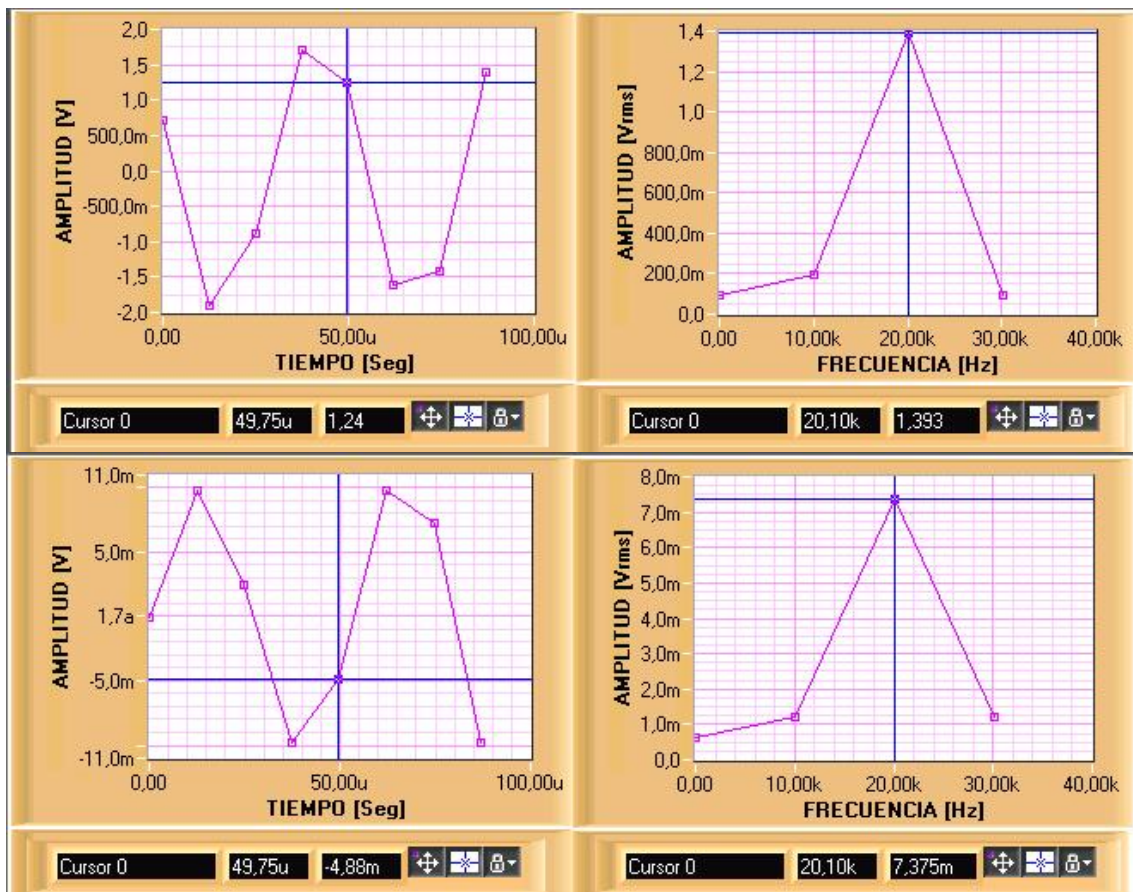 AMPLITUD [V]
2,0
1,5
1,0
500,0m
0,0
-500,0m
-1,0
-1,5
-2,0
0,00 50,00u 100,00u
TIEMPO [Seg]
Cursor 0 49,75u 1,24
AMPLITUD [Vrms]
1,4
1,2
1,0
800,0m
600,0m
400,0m
200,0m
0,0
0,00 10,00k 20,00k 30,00k 40,00k
FRECUENCIA [Hz]
Cursor 0 20,10k 1,393
AMPLITUD [V]
11,0m
5,0m
1,7a
-5,0m
-11,0m
0,00 50,00u 100,00u
TIEMPO [Seg]
Cursor 0 49,75u -4,88m
AMPLITUD [Vrms]
8,0m
7,0m
6,0m
5,0m
4,0m
3,0m
2,0m
1,0m
0,0
0,00 10,00k 20,00k 30,00k 40,00k
FRECUENCIA [Hz]
Cursor 0 20,10k 7,375m